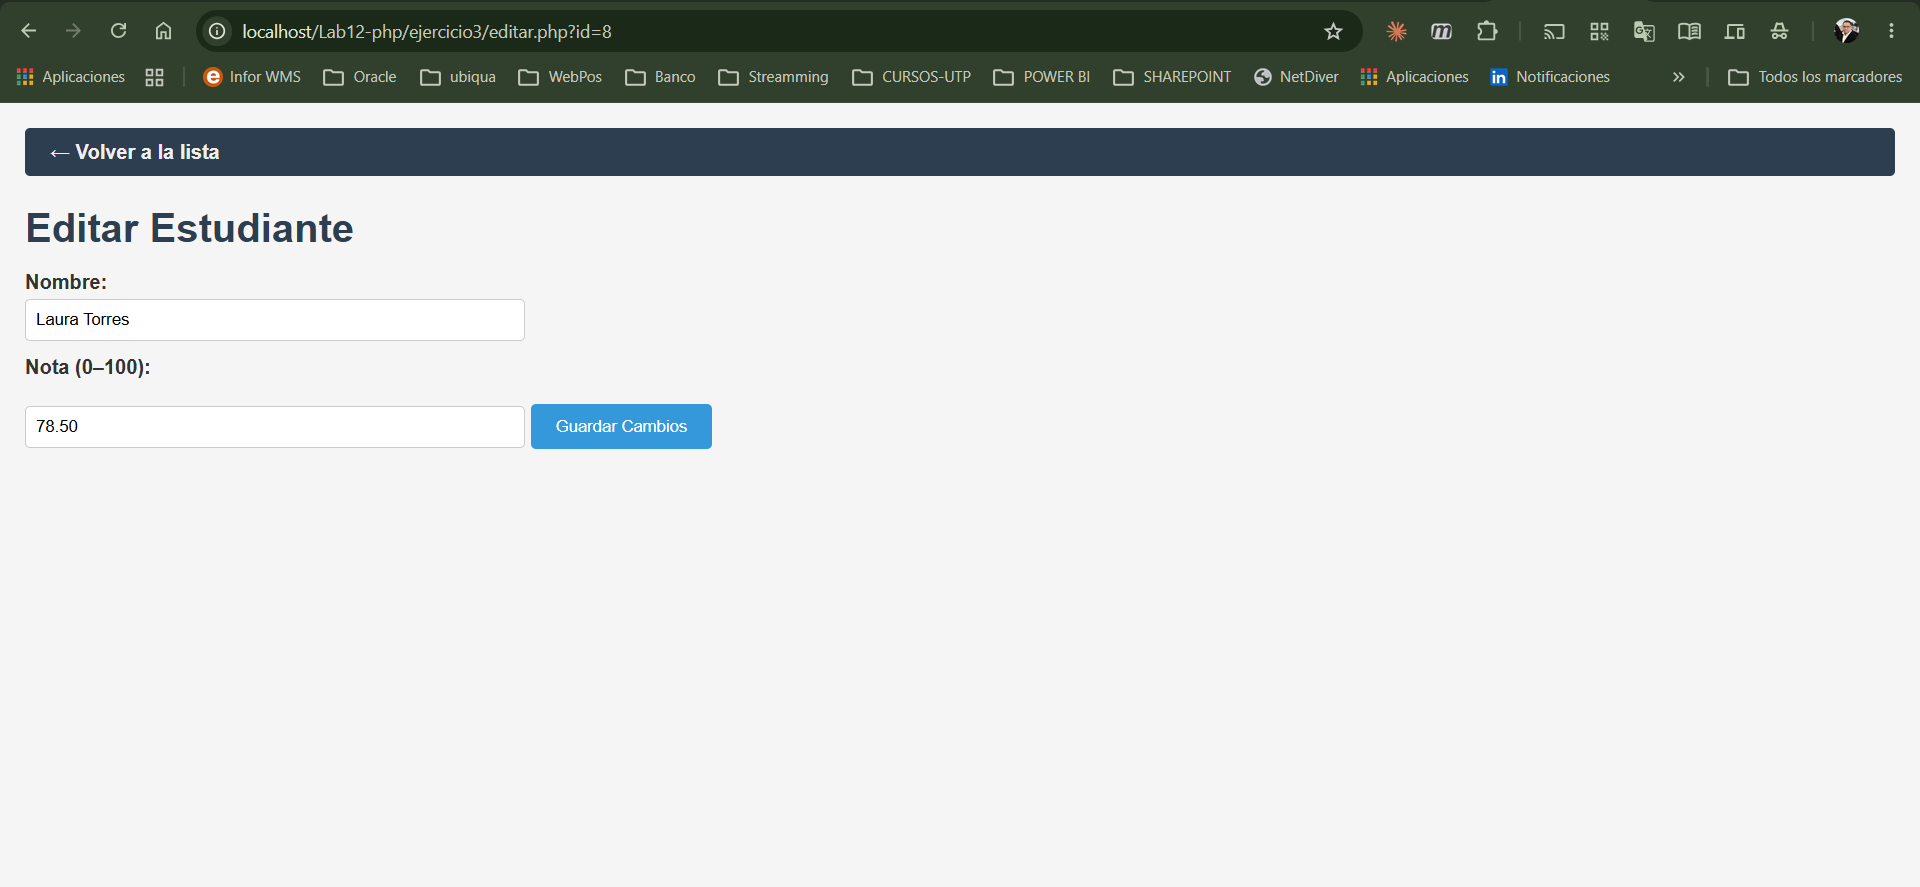 localhost/Lab12-php/ejercicio3/editar.php?id=8
Aplicaciones Infor WMS Oracle ubiqua WebPos Banco Streamming CURSOS-UTP POWER BI SHAREPOINT NetDiver Aplicaciones Notificaciones » Todos los marcadores
← Volver a la lista
Editar Estudiante
Nombre:
Laura Torres
Nota (0–100):
78.50 Guardar Cambios